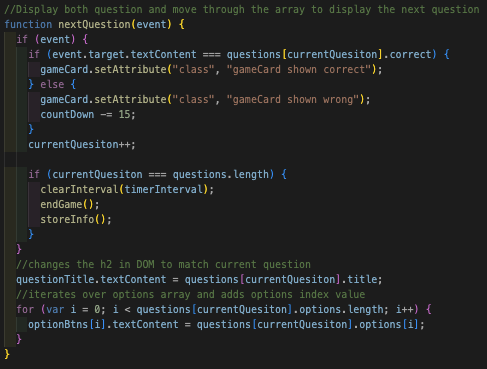 //Display both question and move through the array to display the next question
function nextQuestion(event) {
if (event) {
if (event.target.textContent === questions[currentQuesiton].correct) {
gameCard.setAttribute("class", "gameCard shown correct");
} else {
gameCard.setAttribute("class", "gameCard shown wrong");
countDown -= 15;
}
currentQuesiton++;
if (currentQuesiton === questions.length) {
clearInterval(timerInterval);
endGame();
storeInfo();
}
}
//changes the h2 in DOM to match current question
questionTitle.textContent = questions[currentQuesiton].title;
//iterates over options array and adds options index value
for (var i = 0; i < questions[currentQuesiton].options.length; i++) {
optionBtns[i].textContent = questions[currentQuesiton].options[i];
}
}